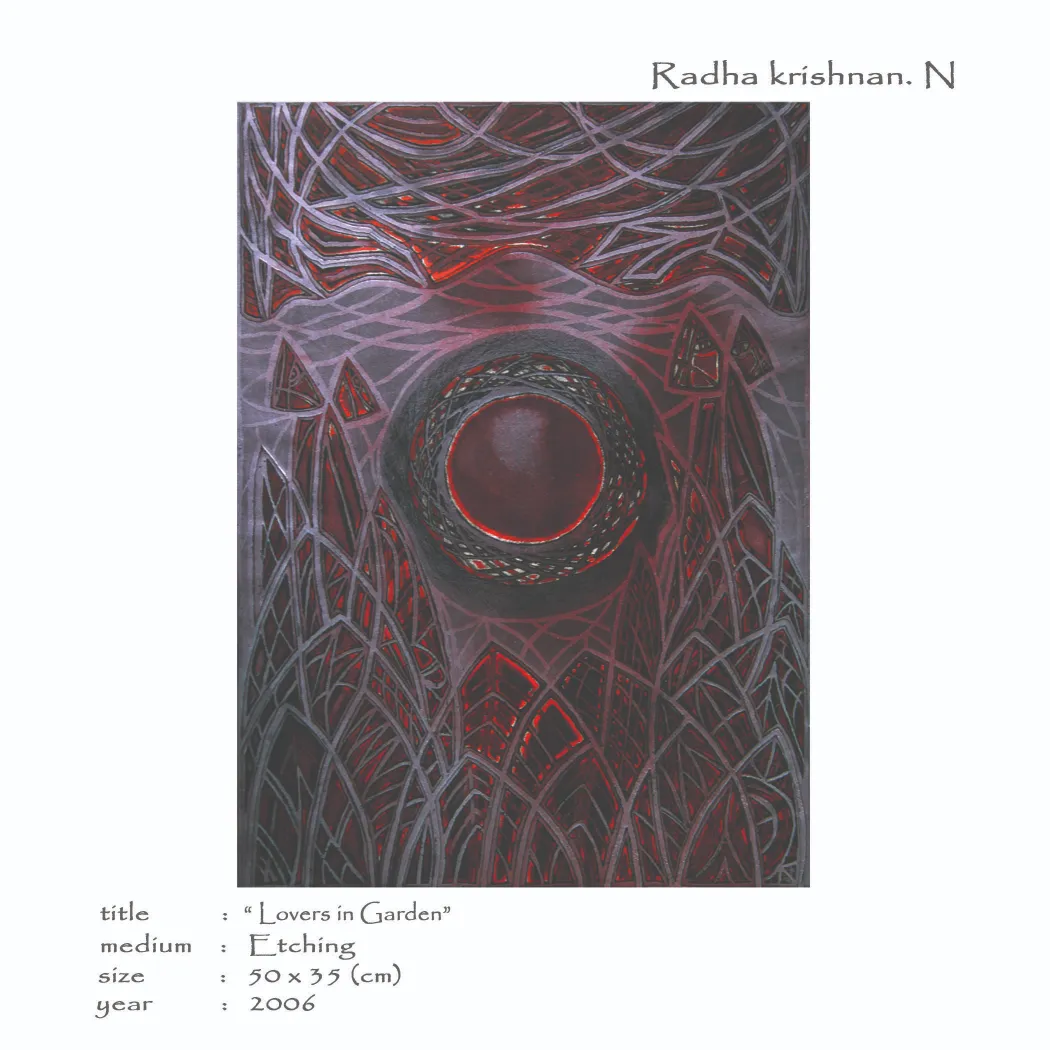 Radha krishnan. N
title : “ Lovers in Garden”
medium : Etching
size : 50 x 35 (cm)
year : 2006